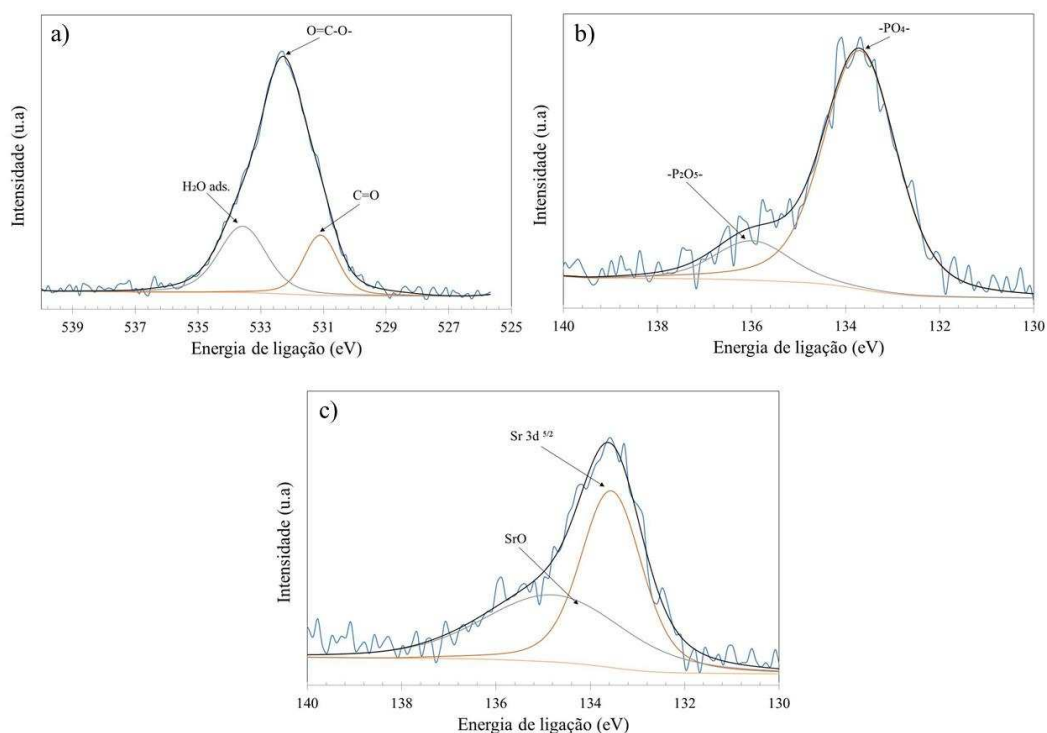 a)
O=C-O-
H₂O ads.
C=O
Intensidade (u.a)
539 537 535 533 531 529 527 525
Energia de ligação (eV)
b)
-PO₄-
-P₂O₅-
Intensidade (u.a)
140 138 136 134 132 130
Energia de ligação (eV)
c)
Sr 3d ⁵/²
SrO
Intensidade (u.a)
140 138 136 134 132 130
Energia de ligação (eV)